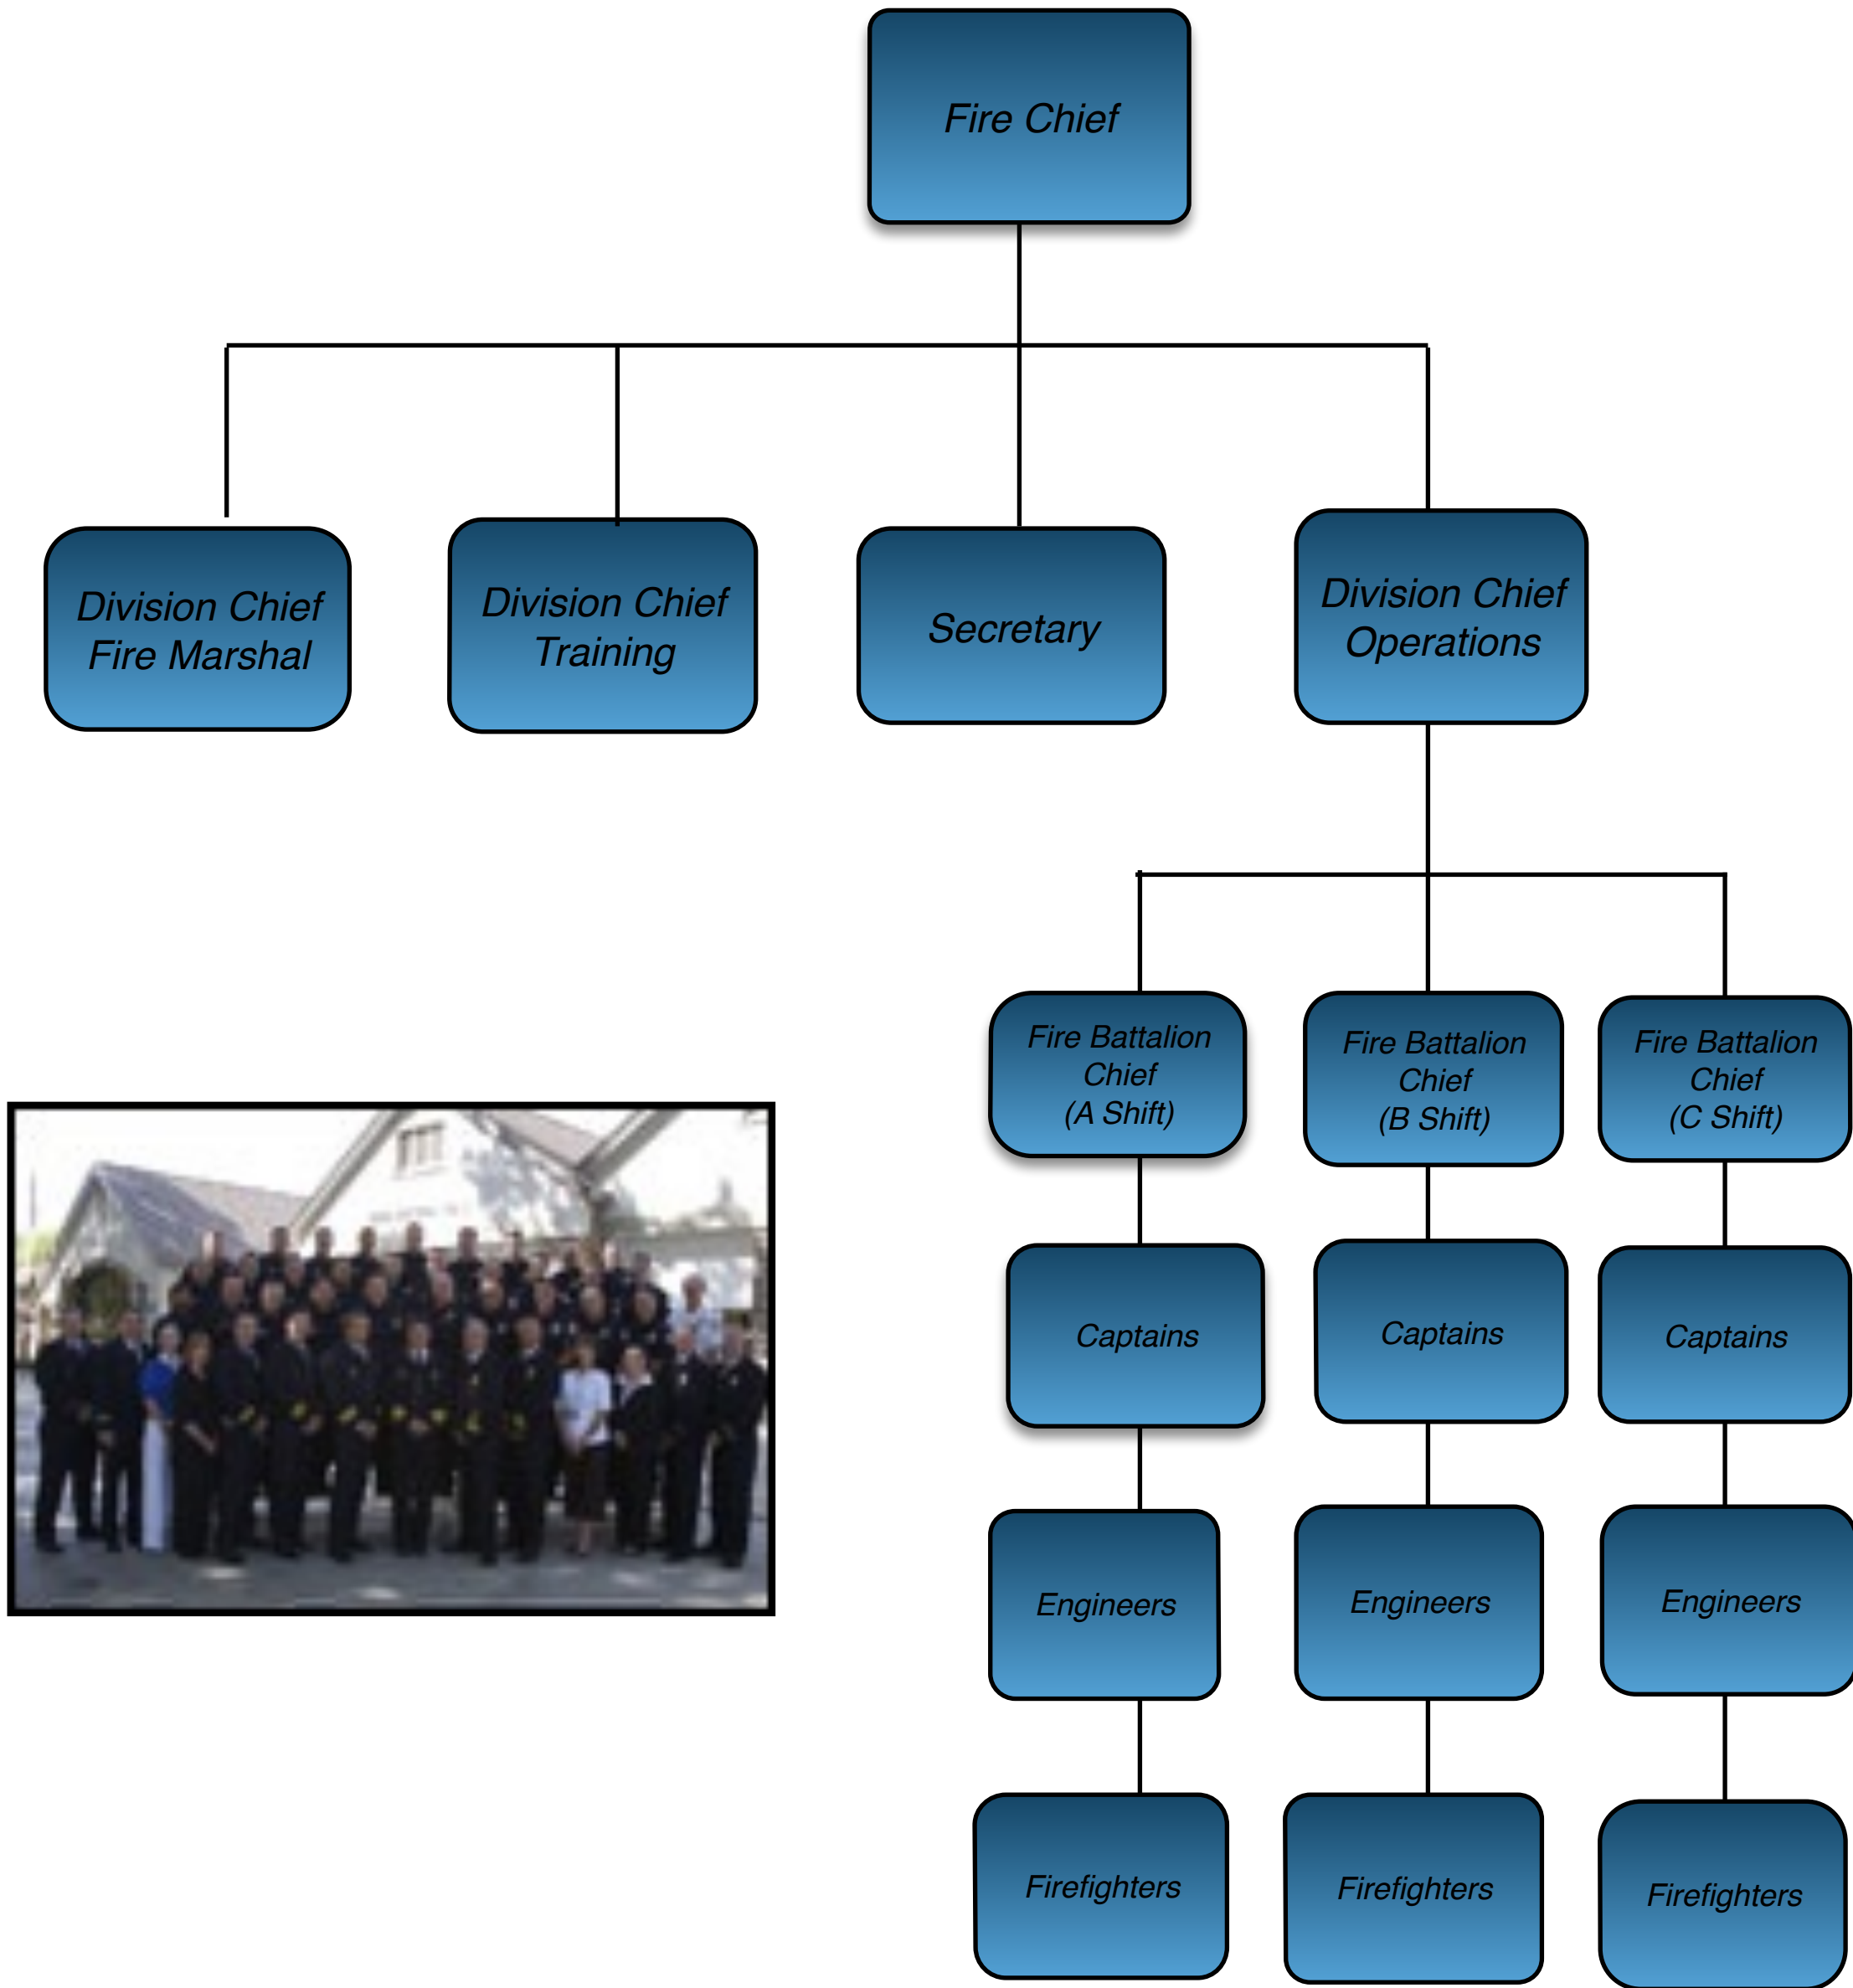 Fire Chief
Division Chief
Fire Marshal
Division Chief
Training
Secretary
Division Chief
Operations
Fire Battalion
Chief
(A Shift)
Fire Battalion
Chief
(B Shift)
Fire Battalion
Chief
(C Shift)
Captains
Captains
Captains
Engineers
Engineers
Engineers
Firefighters
Firefighters
Firefighters